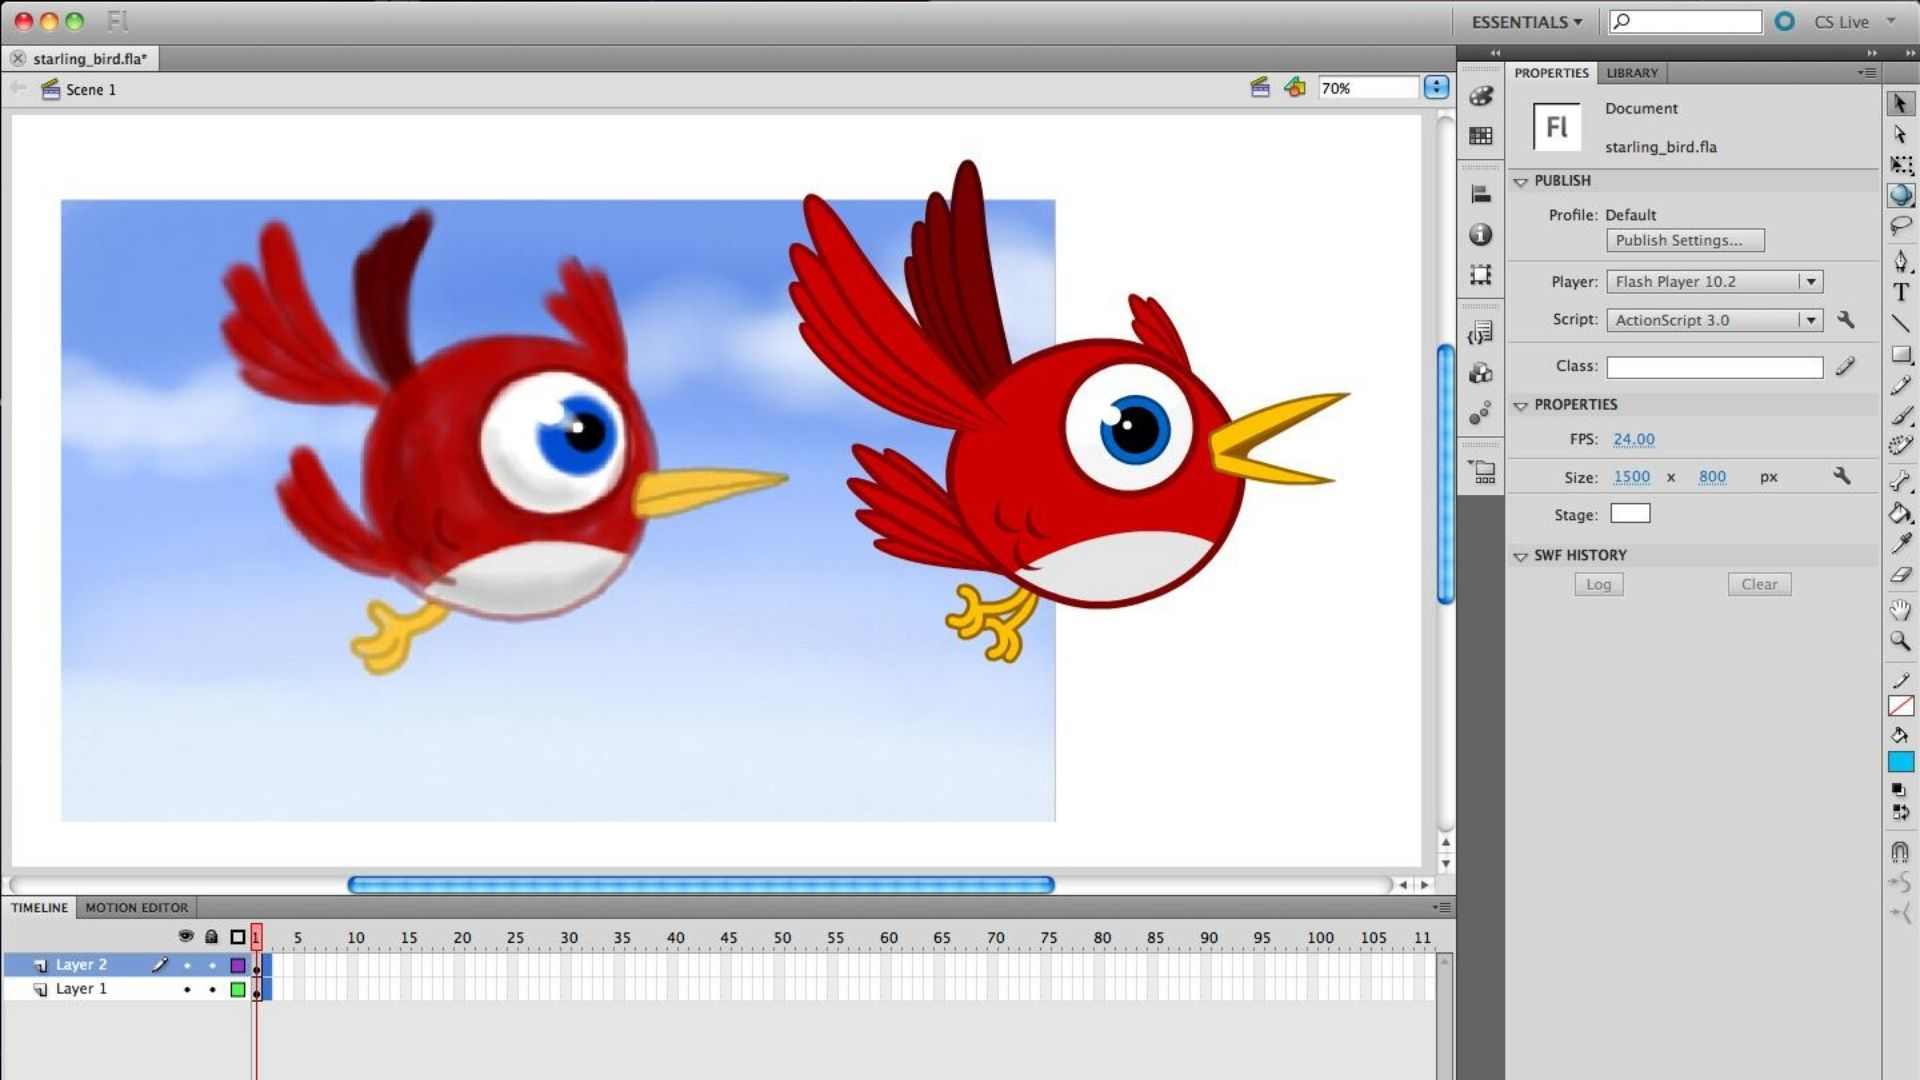 Fl
ESSENTIALS
CS Live
starling_bird.fla*
Scene 1
70%
PROPERTIES
LIBRARY
Fl
Document
starling_bird.fla
PUBLISH
Profile: Default
Publish Settings...
Player: Flash Player 10.2
Script: ActionScript 3.0
Class:
PROPERTIES
FPS: 24.00
Size: 1500 x 800 px
Stage:
SWF HISTORY
Log
Clear
T
TIMELINE
MOTION EDITOR
1 5 10 15 20 25 30 35 40 45 50 55 60 65 70 75 80 85 90 95 100 105 11
Layer 2
Layer 1